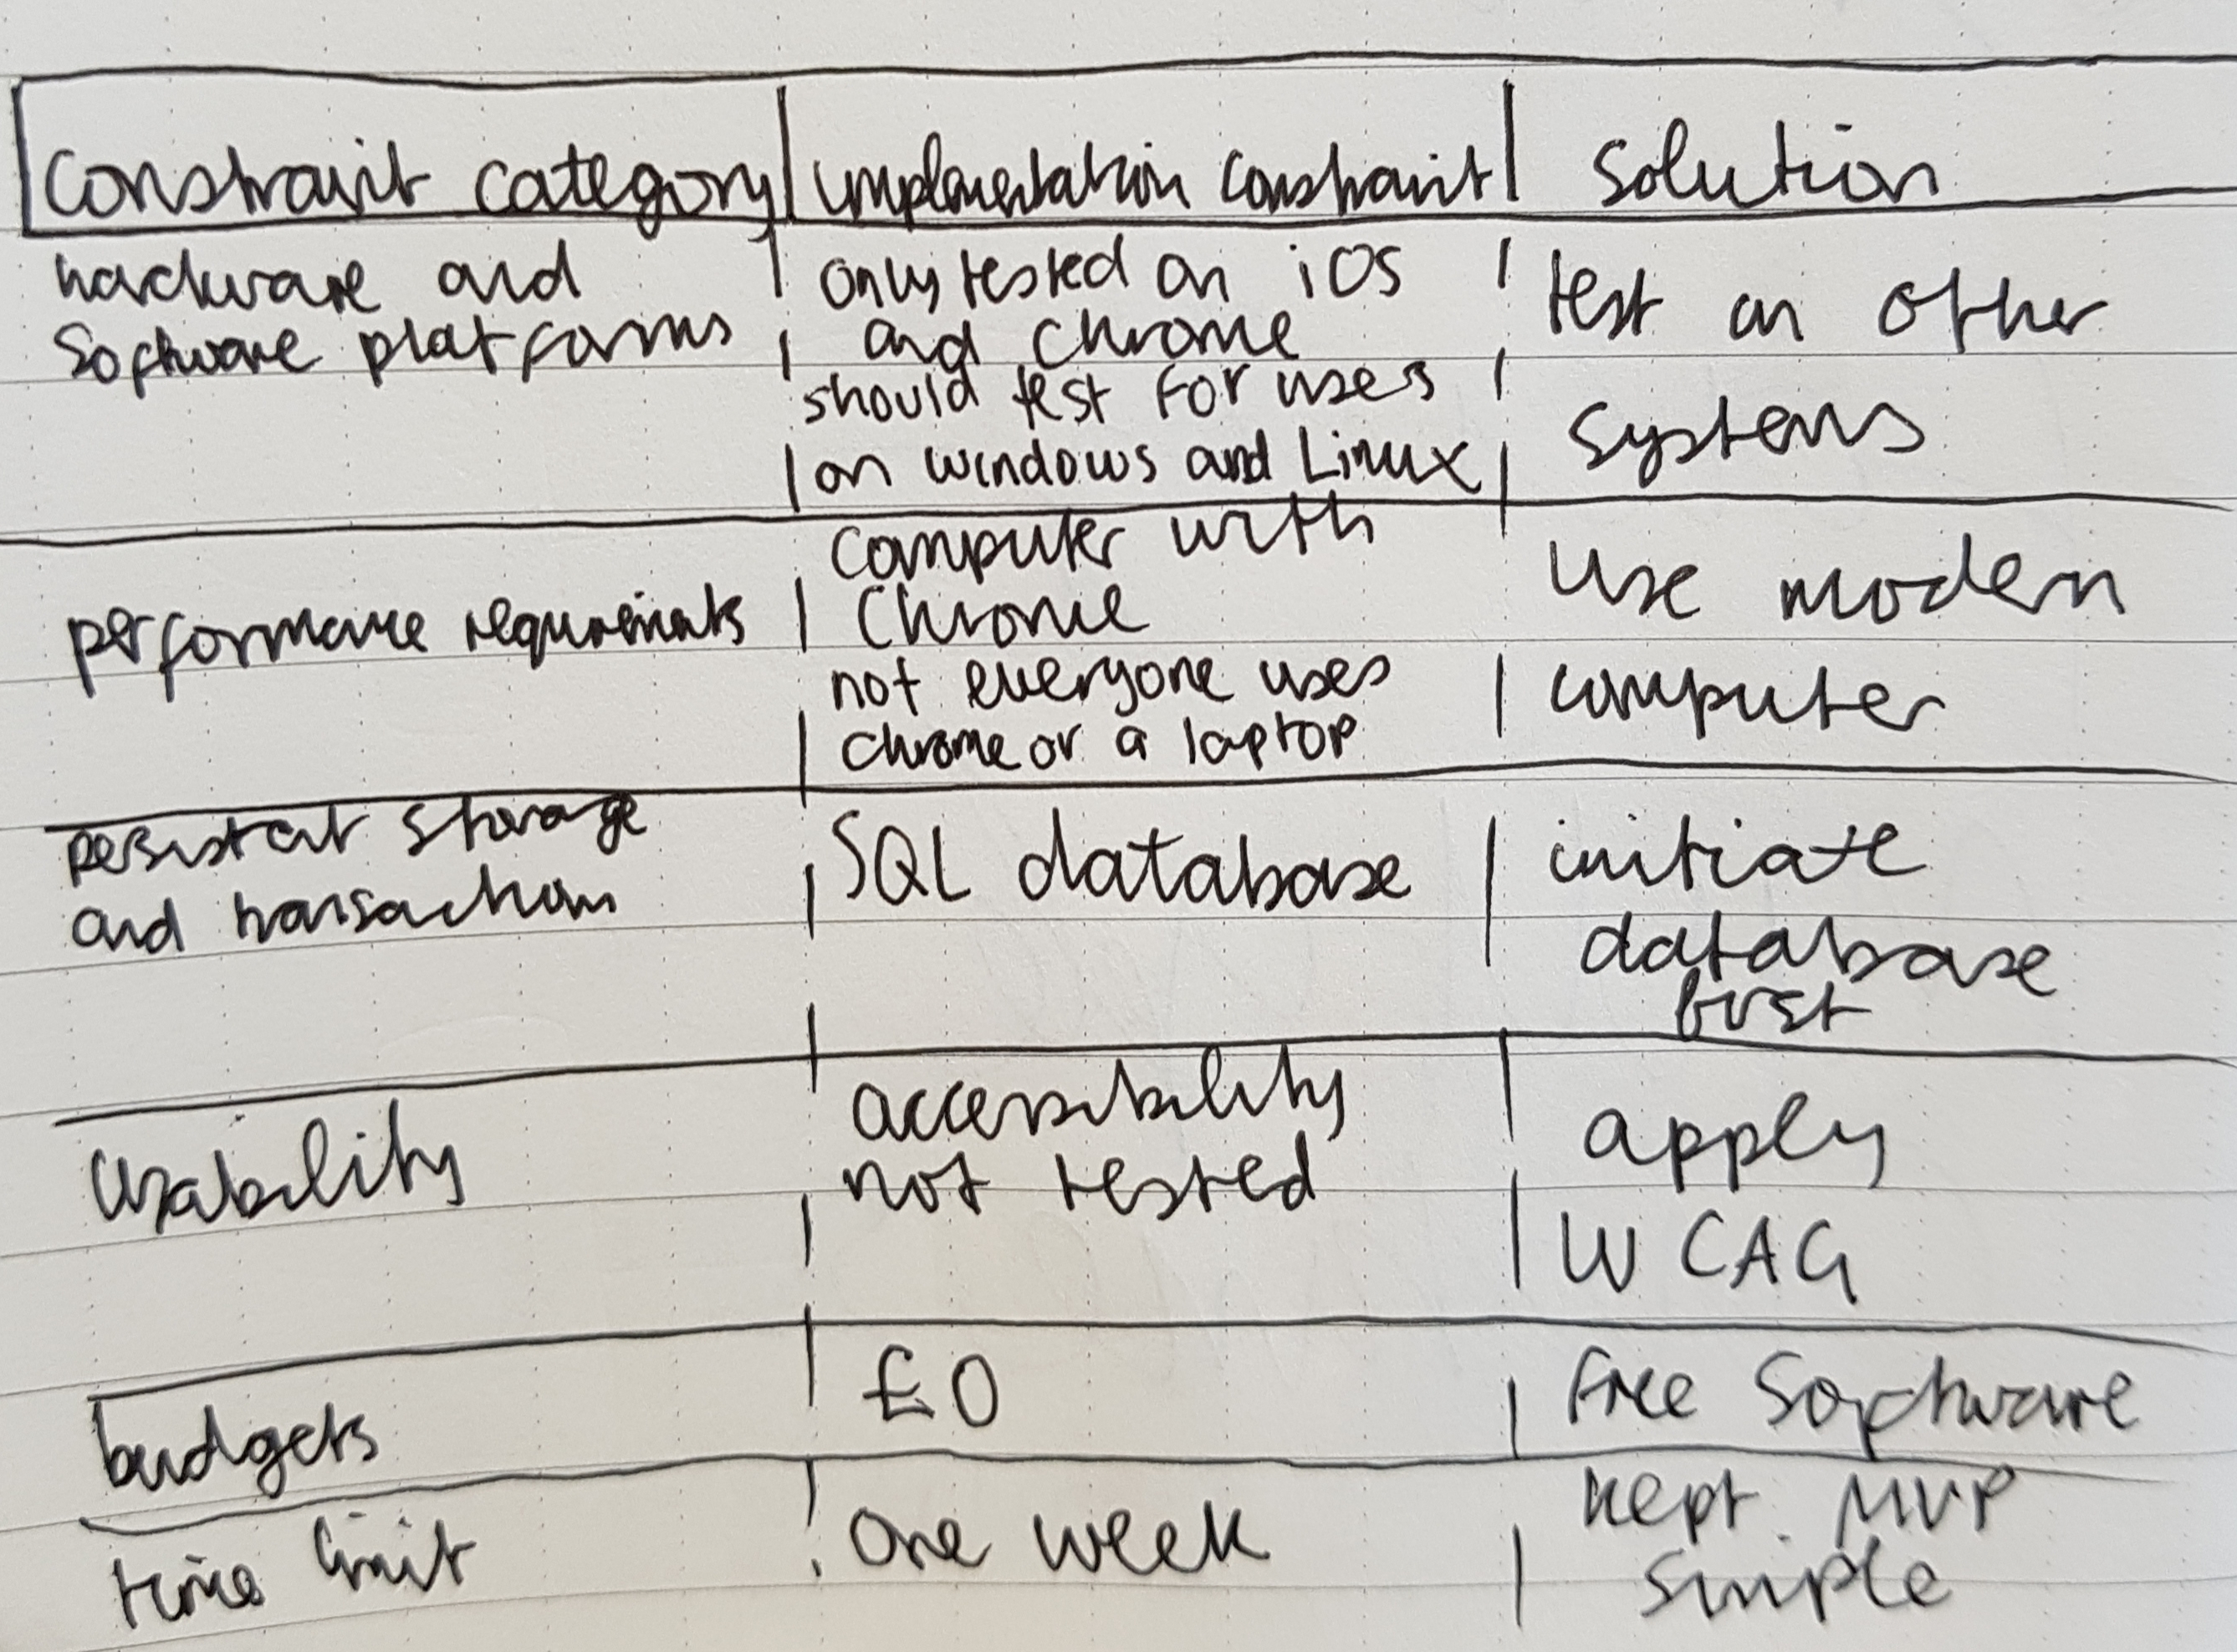 Constraint category | implementation constraint | Solution
hardware and
Software platforms
only tested on iOS
and Chrome
should test for uses
on windows and Linux
test on other
systems
performance requirements
computer with
Chrome
not everyone uses
chrome or a laptop
use modern
computer
persistent storage
and transactions
SQL database
initiate
database
first
Usability
accessibility
not tested
apply
WCAG
budgets
£0
free Software
time limit
one week
kept MVP
simple